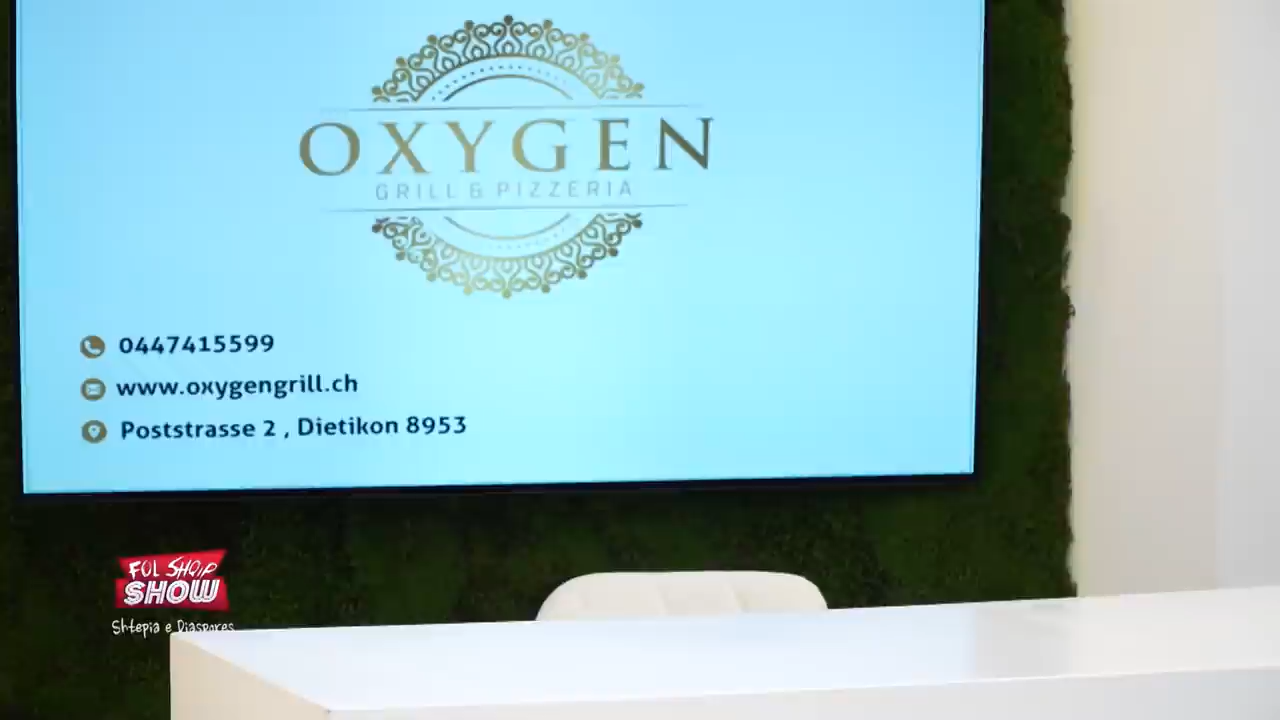 OXYGEN
GRILL & PIZZERIA
0447415599
www.oxygengrill.ch
Poststrasse 2 , Dietikon 8953
FOL SHQIP
SHOW
Shtepia e Diaspores